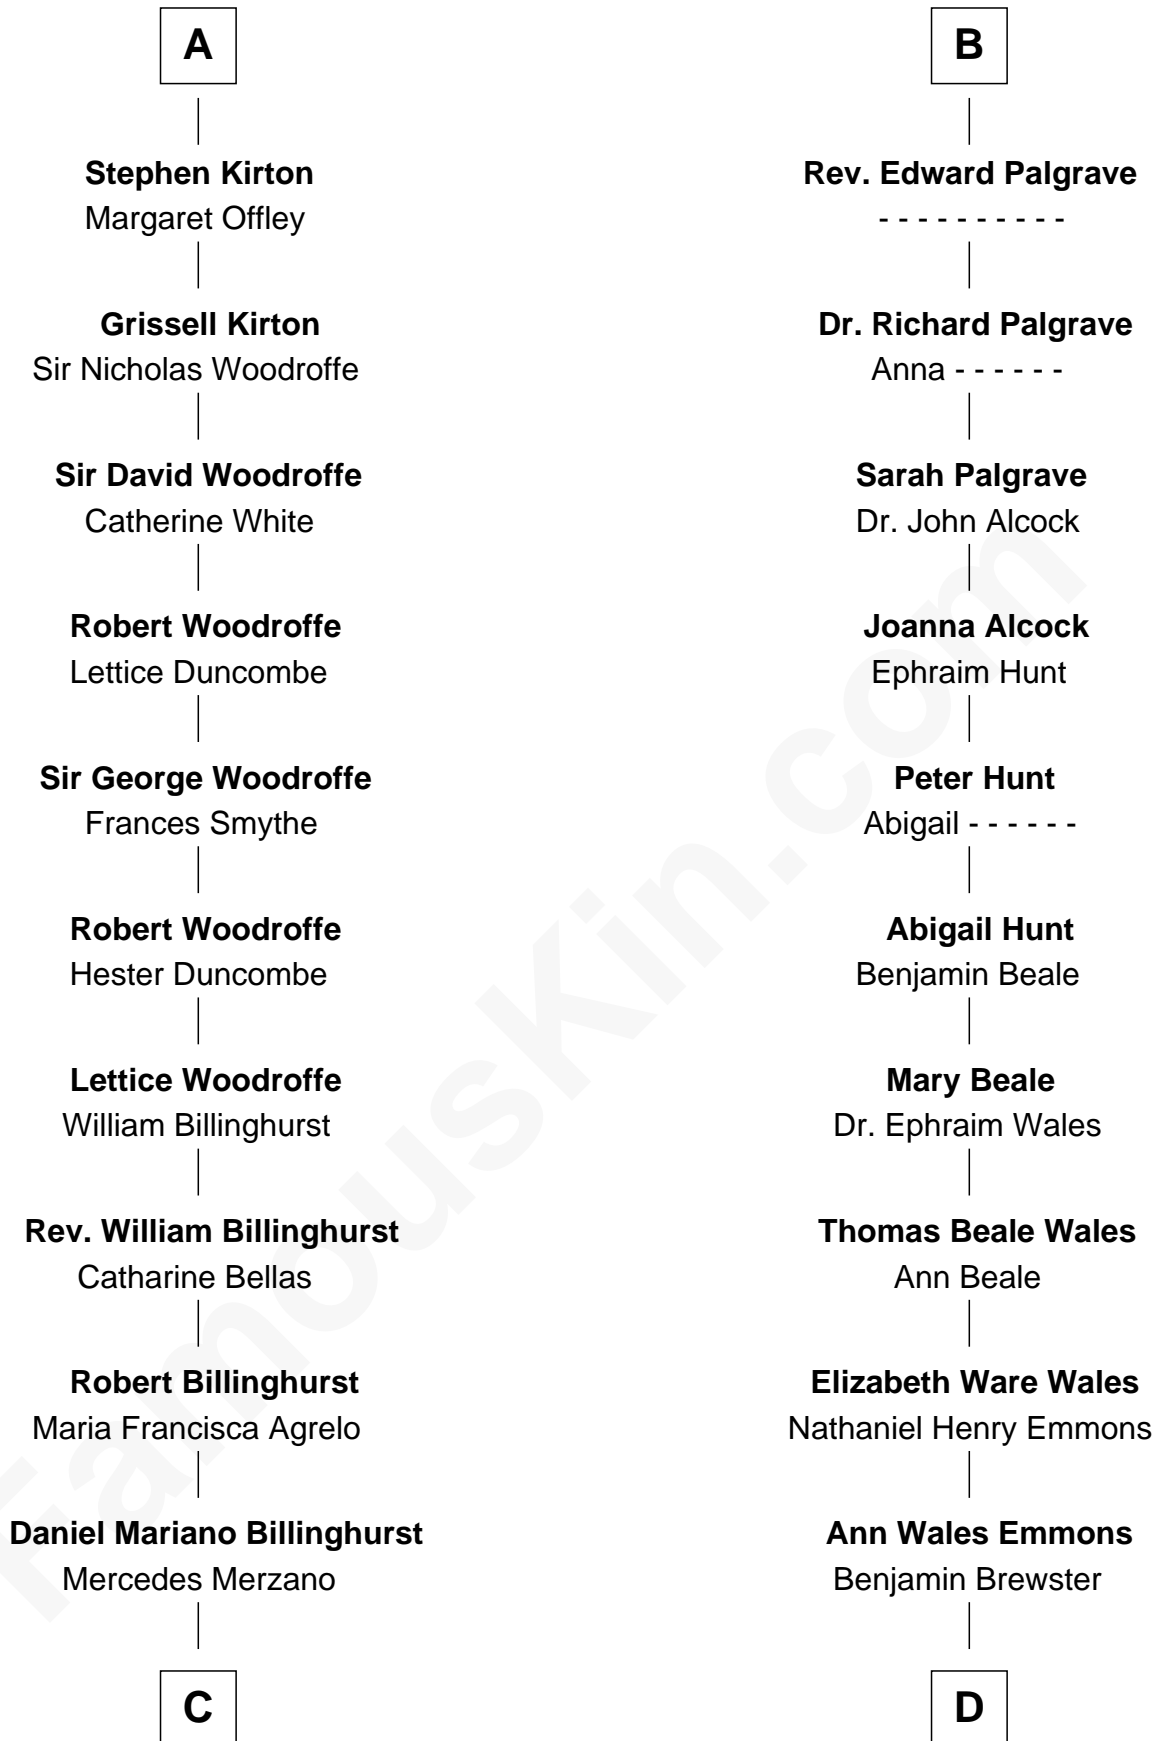 A
Stephen Kirton
Margaret Offley
Grissell Kirton
Sir Nicholas Woodroffe
Sir David Woodroffe
Catherine White
Robert Woodroffe
Lettice Duncombe
Sir George Woodroffe
Frances Smythe
Robert Woodroffe
Hester Duncombe
Lettice Woodroffe
William Billinghurst
Rev. William Billinghurst
Catharine Bellas
Robert Billinghurst
Maria Francisca Agrelo
Daniel Mariano Billinghurst
Mercedes Merzano
C
B
Rev. Edward Palgrave
- - - - - - - - - -
Dr. Richard Palgrave
Anna - - - - - -
Sarah Palgrave
Dr. John Alcock
Joanna Alcock
Ephraim Hunt
Peter Hunt
Abigail - - - - - -
Abigail Hunt
Benjamin Beale
Mary Beale
Dr. Ephraim Wales
Thomas Beale Wales
Ann Beale
Elizabeth Ware Wales
Nathaniel Henry Emmons
Ann Wales Emmons
Benjamin Brewster
D
FamousKin.com